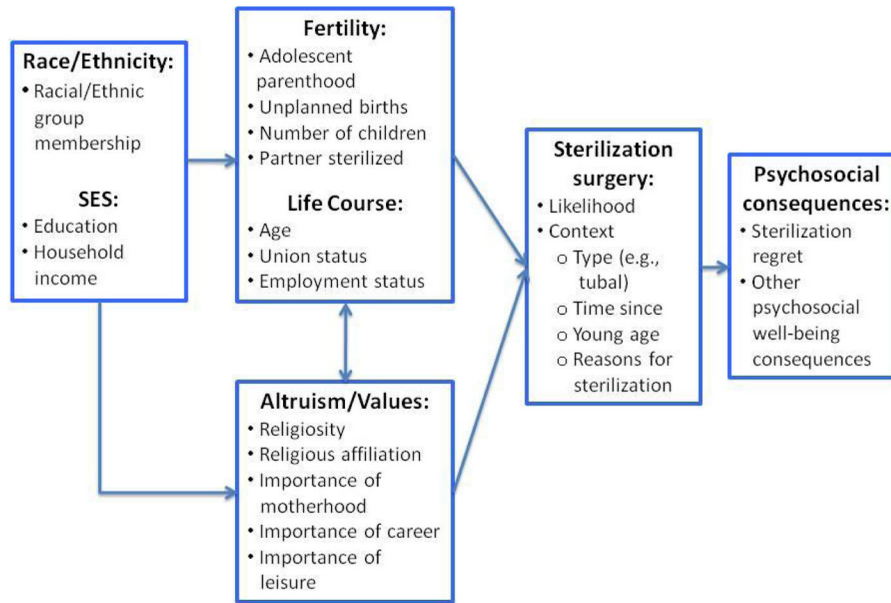 Race/Ethnicity:
• Racial/Ethnic
group
membership
SES:
• Education
• Household
income
Fertility:
• Adolescent
parenthood
• Unplanned births
• Number of children
• Partner sterilized
Life Course:
• Age
• Union status
• Employment status
Altruism/Values:
• Religiosity
• Religious affiliation
• Importance of
motherhood
• Importance of career
• Importance of
leisure
Sterilization
surgery:
• Likelihood
• Context
o Type (e.g.,
tubal)
o Time since
o Young age
o Reasons for
sterilization
Psychosocial
consequences:
• Sterilization
regret
• Other
psychosocial
well-being
consequences